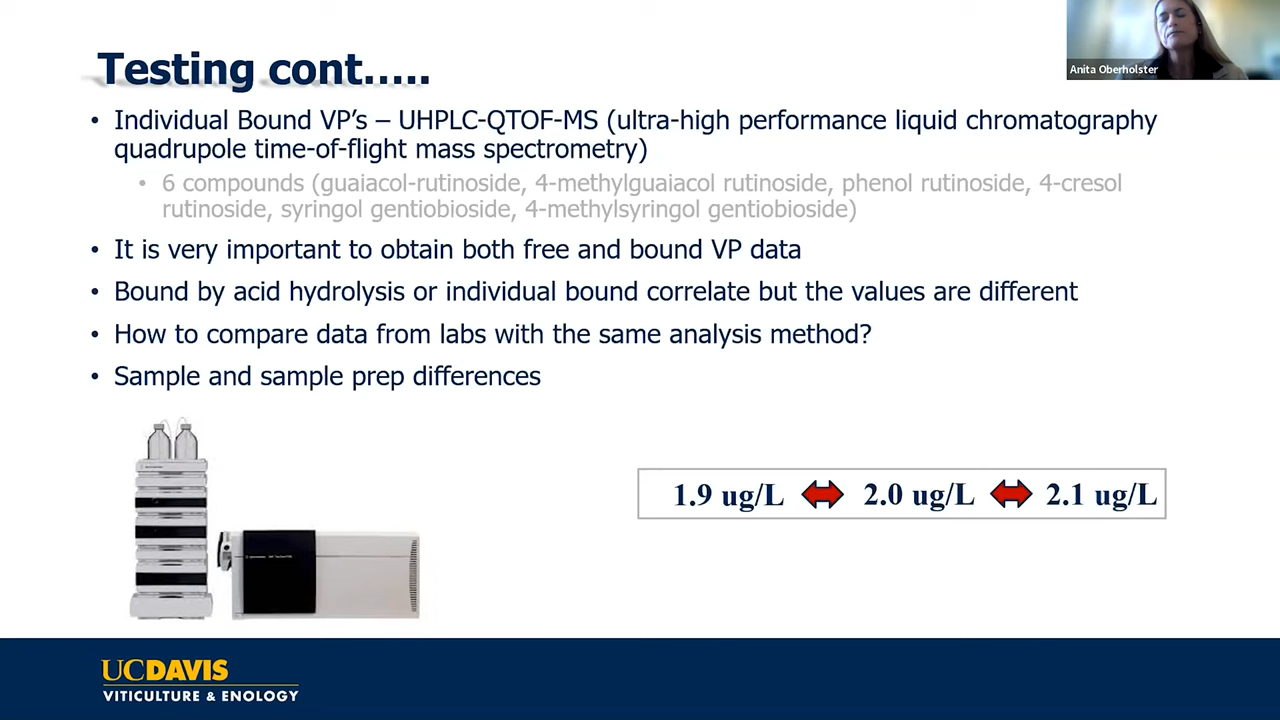 Testing cont…..
Anita Oberholster
• Individual Bound VP’s – UHPLC-QTOF-MS (ultra-high performance liquid chromatography
quadrupole time-of-flight mass spectrometry)
• 6 compounds (guaiacol-rutinoside, 4-methylguaiacol rutinoside, phenol rutinoside, 4-cresol
rutinoside, syringol gentiobioside, 4-methylsyringol gentiobioside)
• It is very important to obtain both free and bound VP data
• Bound by acid hydrolysis or individual bound correlate but the values are different
• How to compare data from labs with the same analysis method?
• Sample and sample prep differences
1.9 ug/L 2.0 ug/L 2.1 ug/L
UCDAVIS
VITICULTURE & ENOLOGY